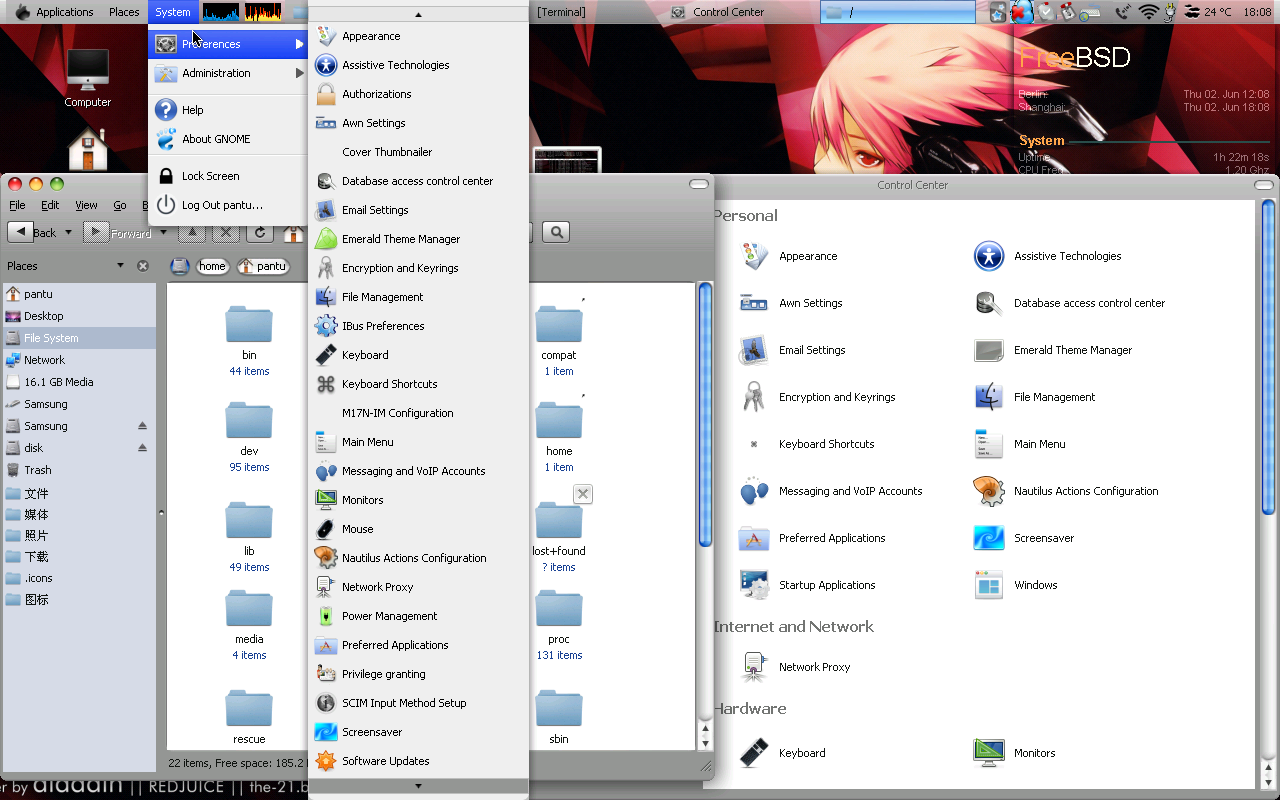 Applications Places System
[Terminal]
Control Center
/
24 °C
18:08
Preferences
Administration
Help
About GNOME
Lock Screen
Log Out pantu...
Appearance
Assistive Technologies
Authorizations
Awn Settings
Thumbnailer
Database access control center
Email Settings
Emerald Theme Manager
Encryption and Keyrings
File Management
IBus Preferences
Keyboard
Keyboard Shortcuts
M17N-IM Configuration
Main Menu
Messaging and VoIP Accounts
Monitors
Mouse
Nautilus Actions Configuration
Network Proxy
Power Management
Preferred Applications
Privilege granting
SCIM Input Method Setup
Screensaver
Software Updates
Computer
FreeBSD
Berlin: Thu 02. Jun 12:08
Shanghai: Thu 02. Jun 18:08
System
Uptime 1h 22m 18s
CPU Freq 1.20 Ghz
File Edit View Go
Back Forward
Places
home pantu
pantu
Desktop
File System
Network
16.1 GB Media
Samsung
Samsung
disk
Trash
文件
媒体
照片
下载
.icons
图标
bin
44 items
compat
1 item
dev
95 items
home
1 item
lib
49 items
lost+found
? items
media
4 items
proc
131 items
rescue
sbin
22 items, Free space:
Control Center
Personal
Appearance
Assistive Technologies
Awn Settings
Database access control center
Email Settings
Emerald Theme Manager
Encryption and Keyrings
File Management
Keyboard Shortcuts
Main Menu
Messaging and VoIP Accounts
Nautilus Actions Configuration
Preferred Applications
Screensaver
Startup Applications
Windows
Internet and Network
Network Proxy
Hardware
Keyboard
Monitors
by aladdin || REDJUICE || the-21.